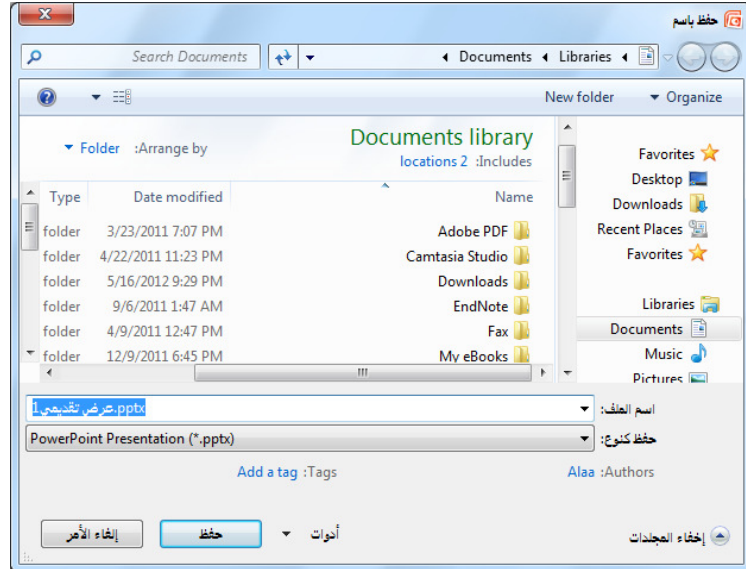 حفظ باسم
Libraries Documents
Search Documents
Organize
New folder
Favorites
Desktop
Downloads
Recent Places
Favorites
Libraries
Documents
Music
Pictures
Documents library
Includes: 2 locations
Arrange by: Folder
Name Date modified Type
Adobe PDF 3/23/2011 7:07 PM folder
Camtasia Studio 4/22/2011 11:23 PM folder
Downloads 5/16/2012 9:29 PM folder
EndNote 9/6/2011 1:47 AM folder
Fax 4/9/2011 12:47 PM folder
My eBooks 12/9/2011 6:45 PM folder
اسم الملف: عرض تقديمي1.pptx
حفظ كنوع: PowerPoint Presentation (*.pptx)
Authors: Alaa
Tags: Add a tag
إخفاء المجلدات
أدوات
حفظ
إلغاء الأمر